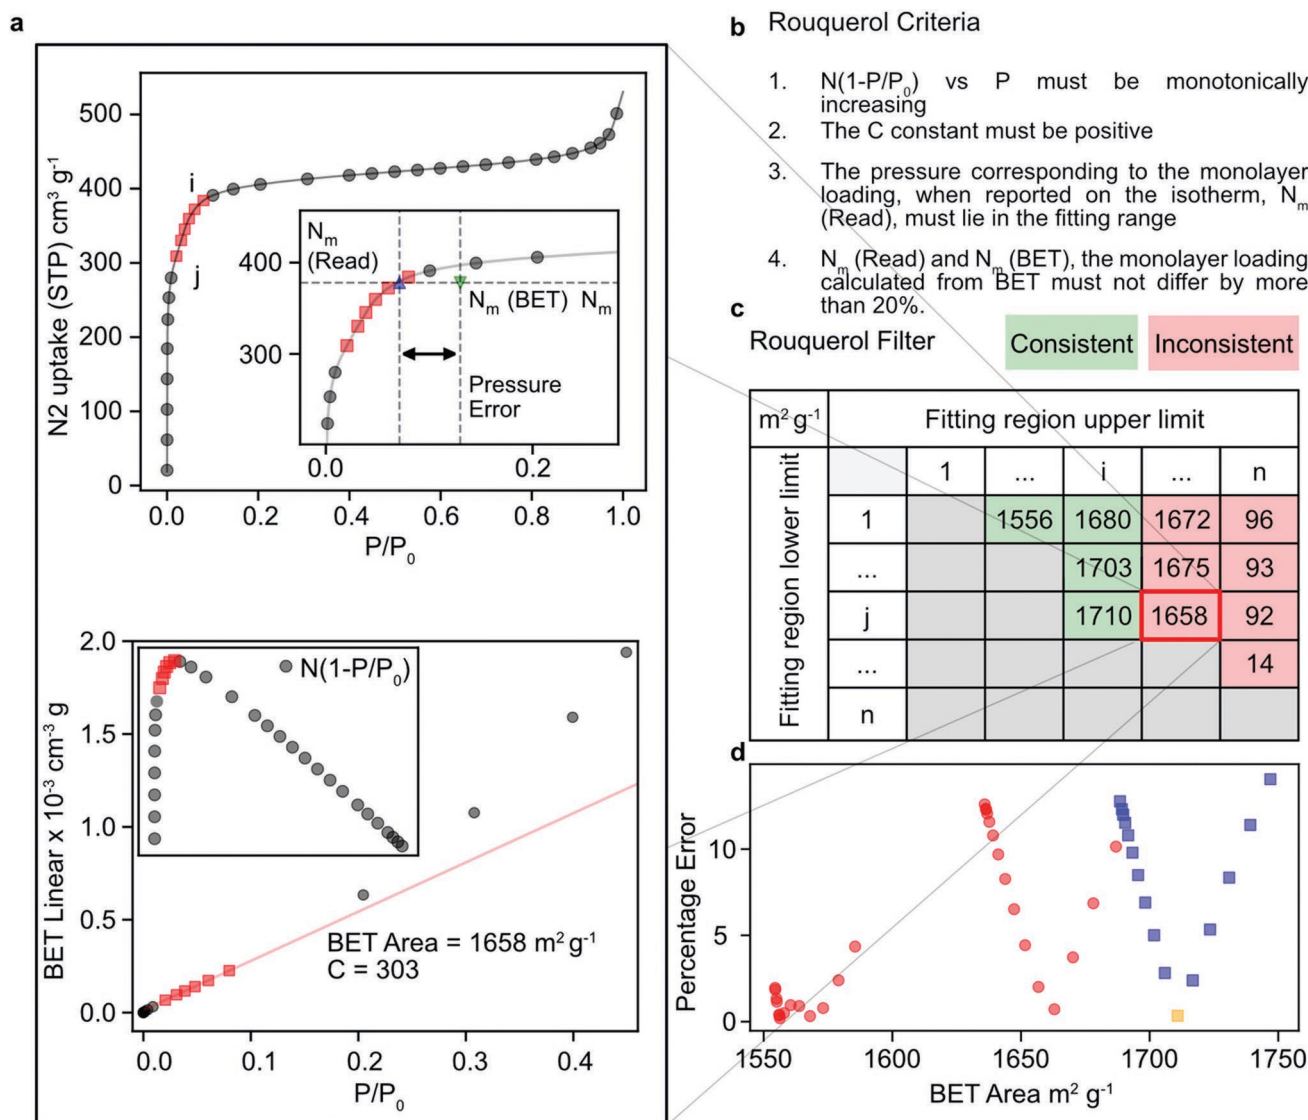 a
500
400
300
200
100
0
N2 uptake (STP) cm³ g⁻¹
i
j
N_m
(Read)
400
300
N_m (BET) N_m
Pressure
Error
0.0
0.2
0.0 0.2 0.4 0.6 0.8 1.0
P/P₀
2.0
1.5
1.0
0.5
0.0
BET Linear x 10⁻³ cm⁻³ g
N(1-P/P₀)
BET Area = 1658 m² g⁻¹
C = 303
0.0 0.1 0.2 0.3 0.4
P/P₀
b Rouquerol Criteria
1. N(1-P/P₀) vs P must be monotonically
increasing
2. The C constant must be positive
3. The pressure corresponding to the monolayer
loading, when reported on the isotherm, N_m
(Read), must lie in the fitting range
4. N_m (Read) and N_m (BET), the monolayer loading
calculated from BET must not differ by more
than 20%.
c
Rouquerol Filter Consistent Inconsistent
m² g⁻¹ Fitting region upper limit
Fitting region lower limit
1 ... i ... n
1 1556 1680 1672 96
... 1703 1675 93
j 1710 1658 92
... 14
n
d
10
5
0
Percentage Error
1550 1600 1650 1700 1750
BET Area m² g⁻¹